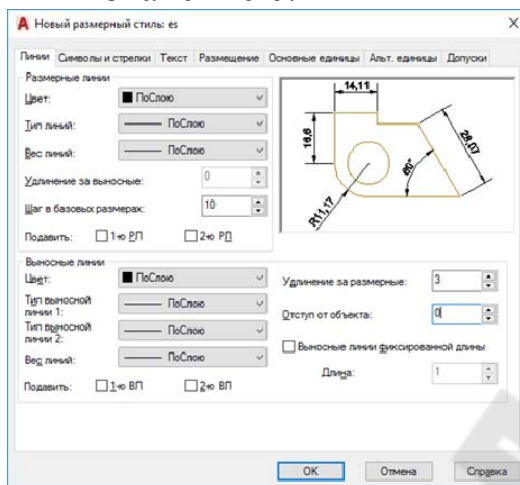 Новый размерный стиль: es
Линии Символы и стрелки Текст Размещение Основные единицы Альт. единицы Допуски
Размерные линии
Цвет: ПоСлою
Тип линий: ПоСлою
Вес линий: ПоСлою
Удлинение за выносные: 0
Шаг в базовых размерах: 10
Подавить: 1-ю РЛ 2-ю РЛ
14,11
16,6
28,07
60°
R11,17
Выносные линии
Цвет: ПоСлою
Тип выносной линии 1: ПоСлою
Тип выносной линии 2: ПоСлою
Вес линий: ПоСлою
Подавить: 1-ю ВЛ 2-ю ВЛ
Удлинение за размерные: 3
Отступ от объекта: 0
Выносные линии фиксированной длины
Длина: 1
OK Отмена Справка